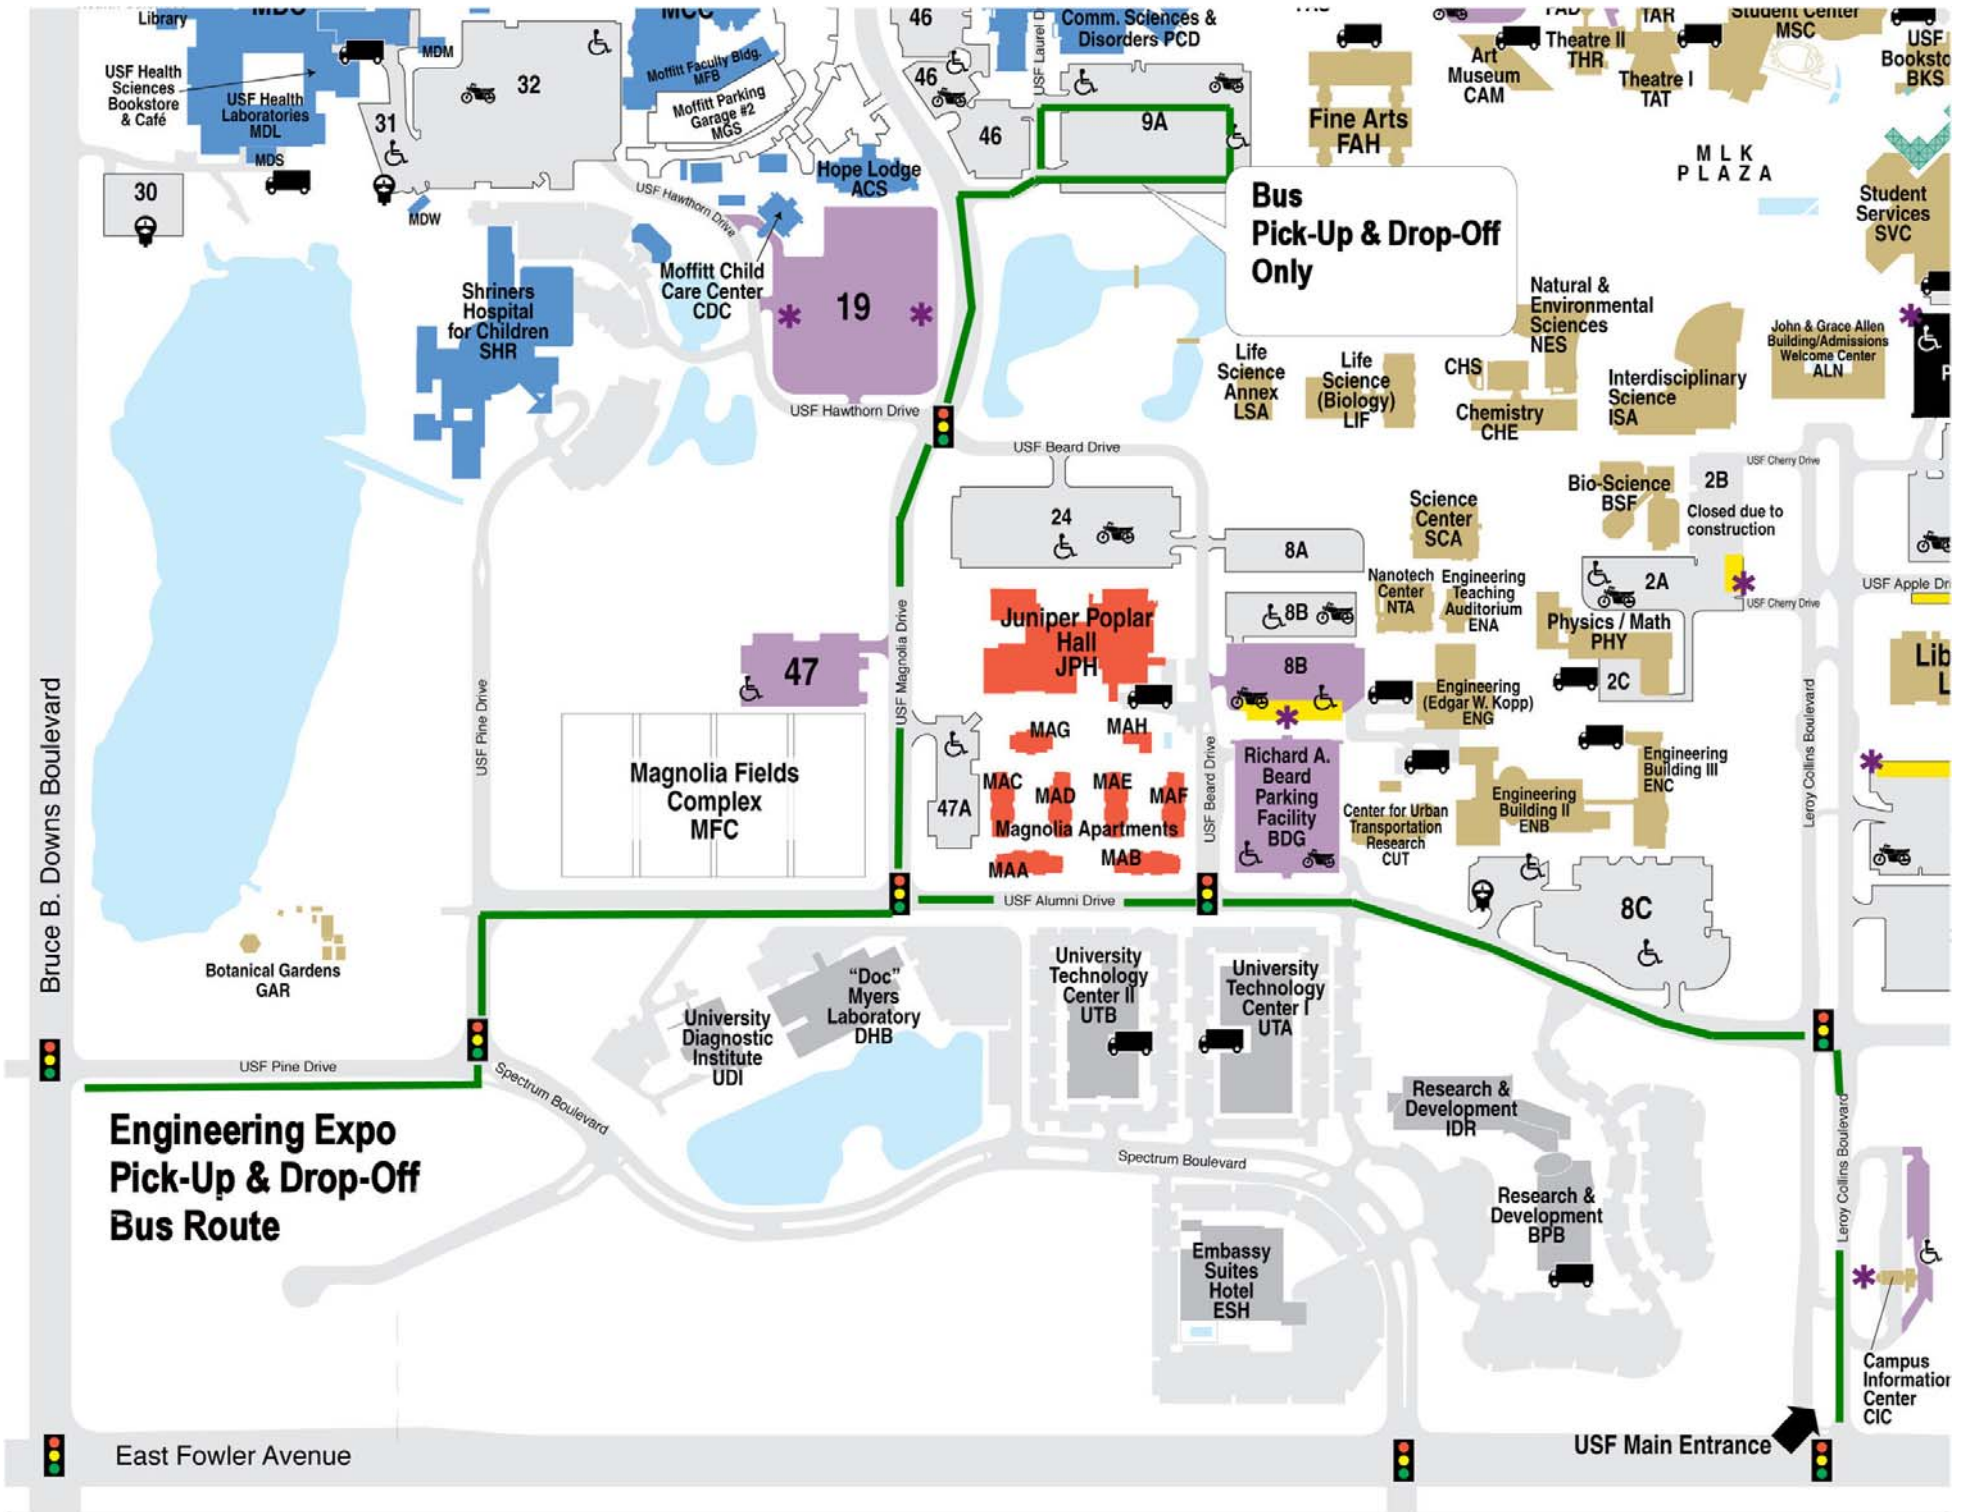 Library
MDM
USF Health
Sciences
Bookstore
& Café
USF Health
Laboratories
MDL
MDS
31
32
30
MDW
Moffitt Faculty Bldg.
MFB
Moffitt Parking
Garage #2
MGS
46
46
46
USF Laurel D
Comm. Sciences &
Disorders PCD
9A
Fine Arts
FAH
Art
Museum
CAM
Theatre II
THR
TAR
Theatre I
TAT
Student Center
MSC
USF
Booksto
BKS
MLK
PLAZA
Student
Services
SVC
Hope Lodge
ACS
USF Hawthorn Drive
Moffitt Child
Care Center
CDC
19
Bus
Pick-Up & Drop-Off
Only
Shriners
Hospital
for Children
SHR
Natural &
Environmental
Sciences
NES
Life
Science
Annex
LSA
Life
Science
(Biology)
LIF
CHS
Chemistry
CHE
Interdisciplinary
Science
ISA
John & Grace Allen
Building/Admissions
Welcome Center
ALN
P
USF Hawthorn Drive
USF Beard Drive
USF Cherry Drive
24
8A
8B
Science
Center
SCA
Bio-Science
BSF
2B
Closed due to
construction
2A
USF Apple Dri
USF Cherry Drive
Nanotech
Center
NTA
Engineering
Teaching
Auditorium
ENA
Physics / Math
PHY
2C
Juniper Poplar
Hall
JPH
47
USF Magnolia Drive
8B
Engineering
(Edgar W. Kopp)
ENG
Lib
L
Bruce B. Downs Boulevard
USF Pine Drive
Magnolia Fields
Complex
MFC
47A
MAG
MAH
MAC
MAD
MAE
MAF
Magnolia Apartments
MAA
MAB
USF Beard Drive
Richard A.
Beard
Parking
Facility
BDG
Center for Urban
Transportation
Research
CUT
Engineering
Building II
ENB
Engineering
Building III
ENC
Leroy Collins Boulevard
8C
USF Alumni Drive
Botanical Gardens
GAR
University
Diagnostic
Institute
UDI
“Doc”
Myers
Laboratory
DHB
University
Technology
Center II
UTB
University
Technology
Center I
UTA
USF Pine Drive
Spectrum Boulevard
Engineering Expo
Pick-Up & Drop-Off
Bus Route
Research &
Development
IDR
Spectrum Boulevard
Research &
Development
BPB
Leroy Collins Boulevard
Embassy
Suites
Hotel
ESH
Campus
Information
Center
CIC
USF Main Entrance
East Fowler Avenue